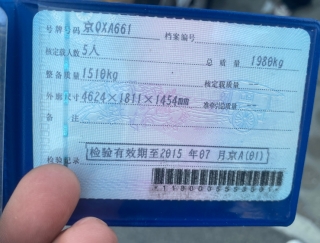 号牌号码 京QXA661 档案编号
核定载人数 5人 总质量 1980kg
整备质量 1510kg 核定载质量 --
外廓尺寸 4624×1811×1454mm 准牵引总质量 --
备注
检验记录 检验有效期至2015年07月京A(01)